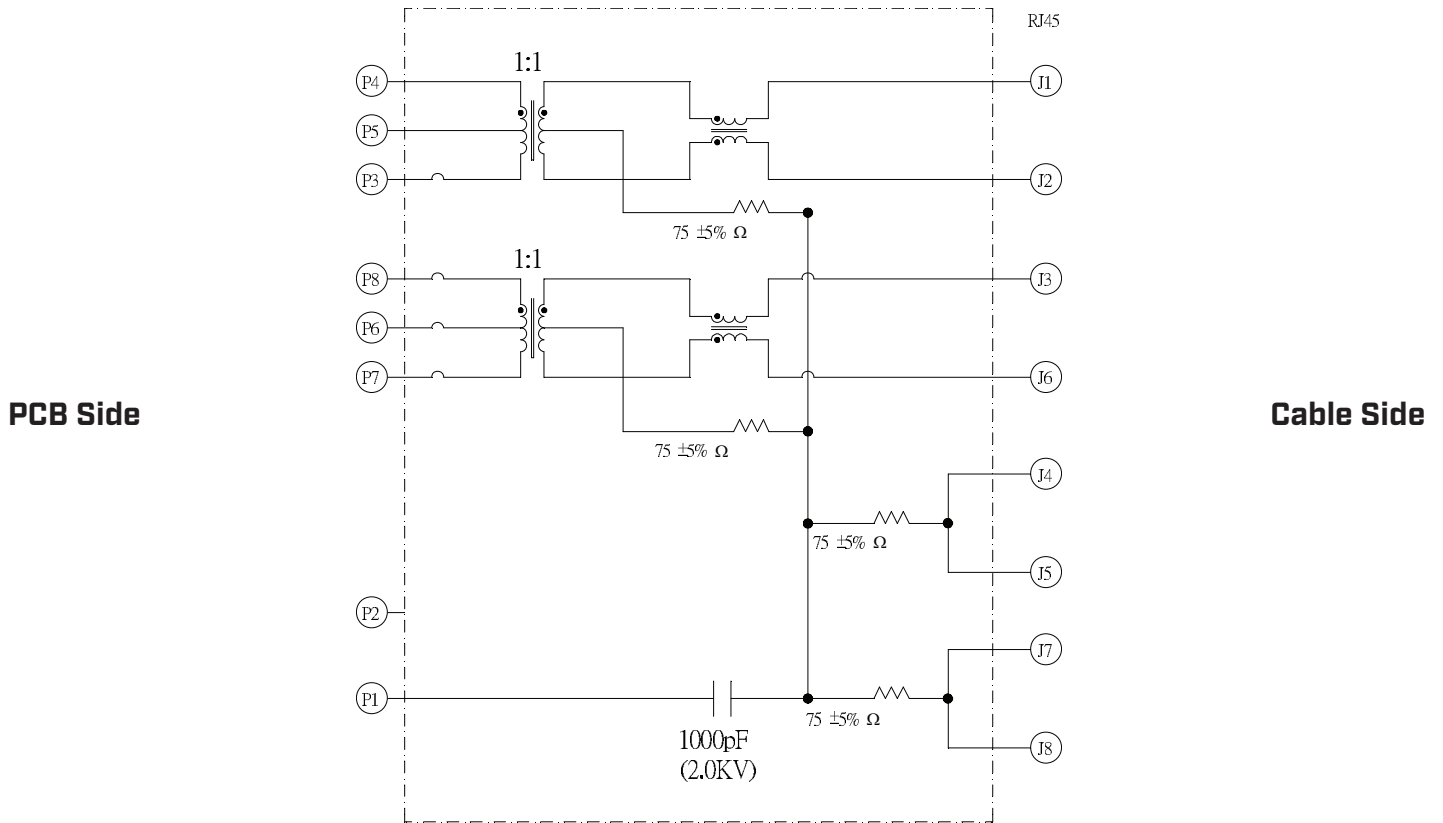 RJ45
1:1
P4
J1
P5
P3
J2
75 ±5% Ω
1:1
P8
J3
P6
P7
J6
PCB Side
Cable Side
75 ±5% Ω
J4
75 ±5% Ω
J5
P2
J7
P1
75 ±5% Ω
1000pF
(2.0KV)
J8